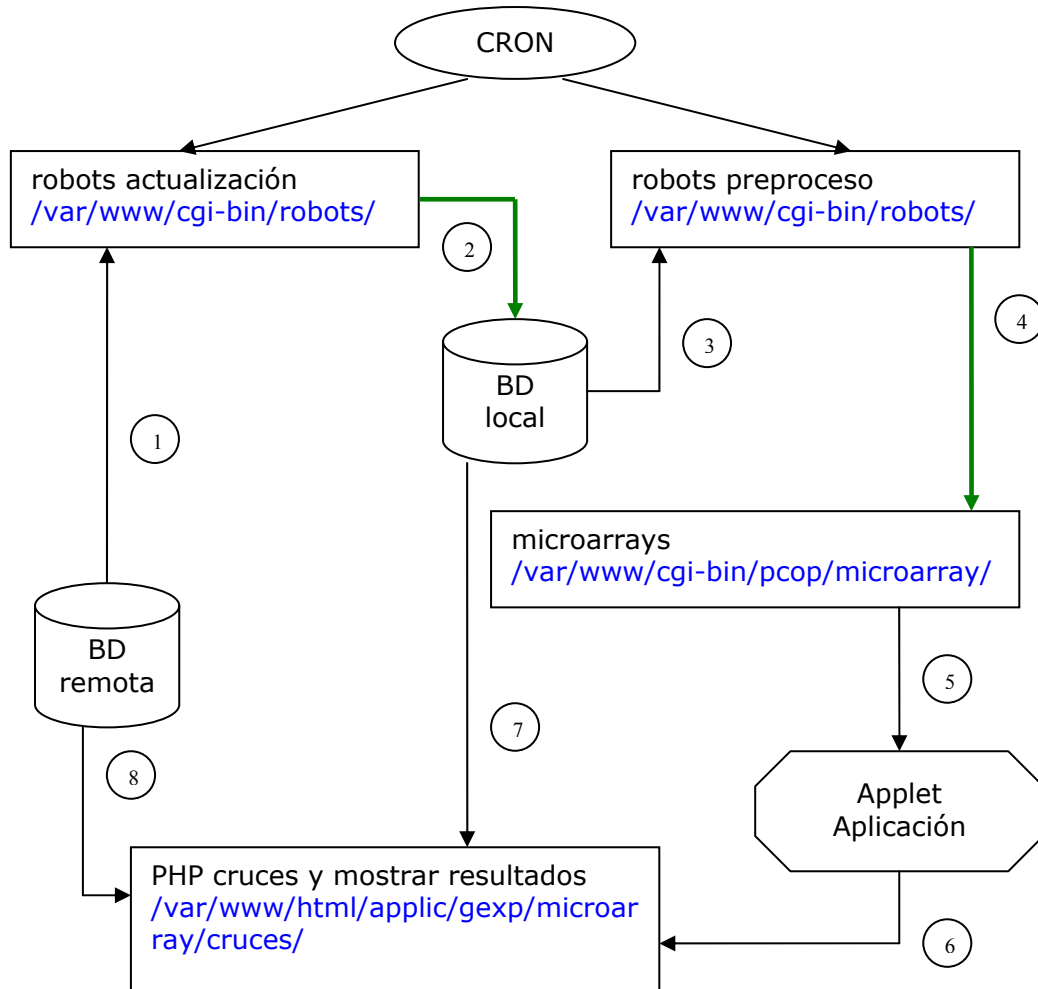 CRON
robots actualización
/var/www/cgi-bin/robots/
robots preproceso
/var/www/cgi-bin/robots/
2
4
3
BD
local
1
microarrays
/var/www/cgi-bin/pcop/microarray/
BD
remota
5
7
8
Applet
Aplicación
PHP cruces y mostrar resultados
/var/www/html/applic/gexp/microar
ray/cruces/
6